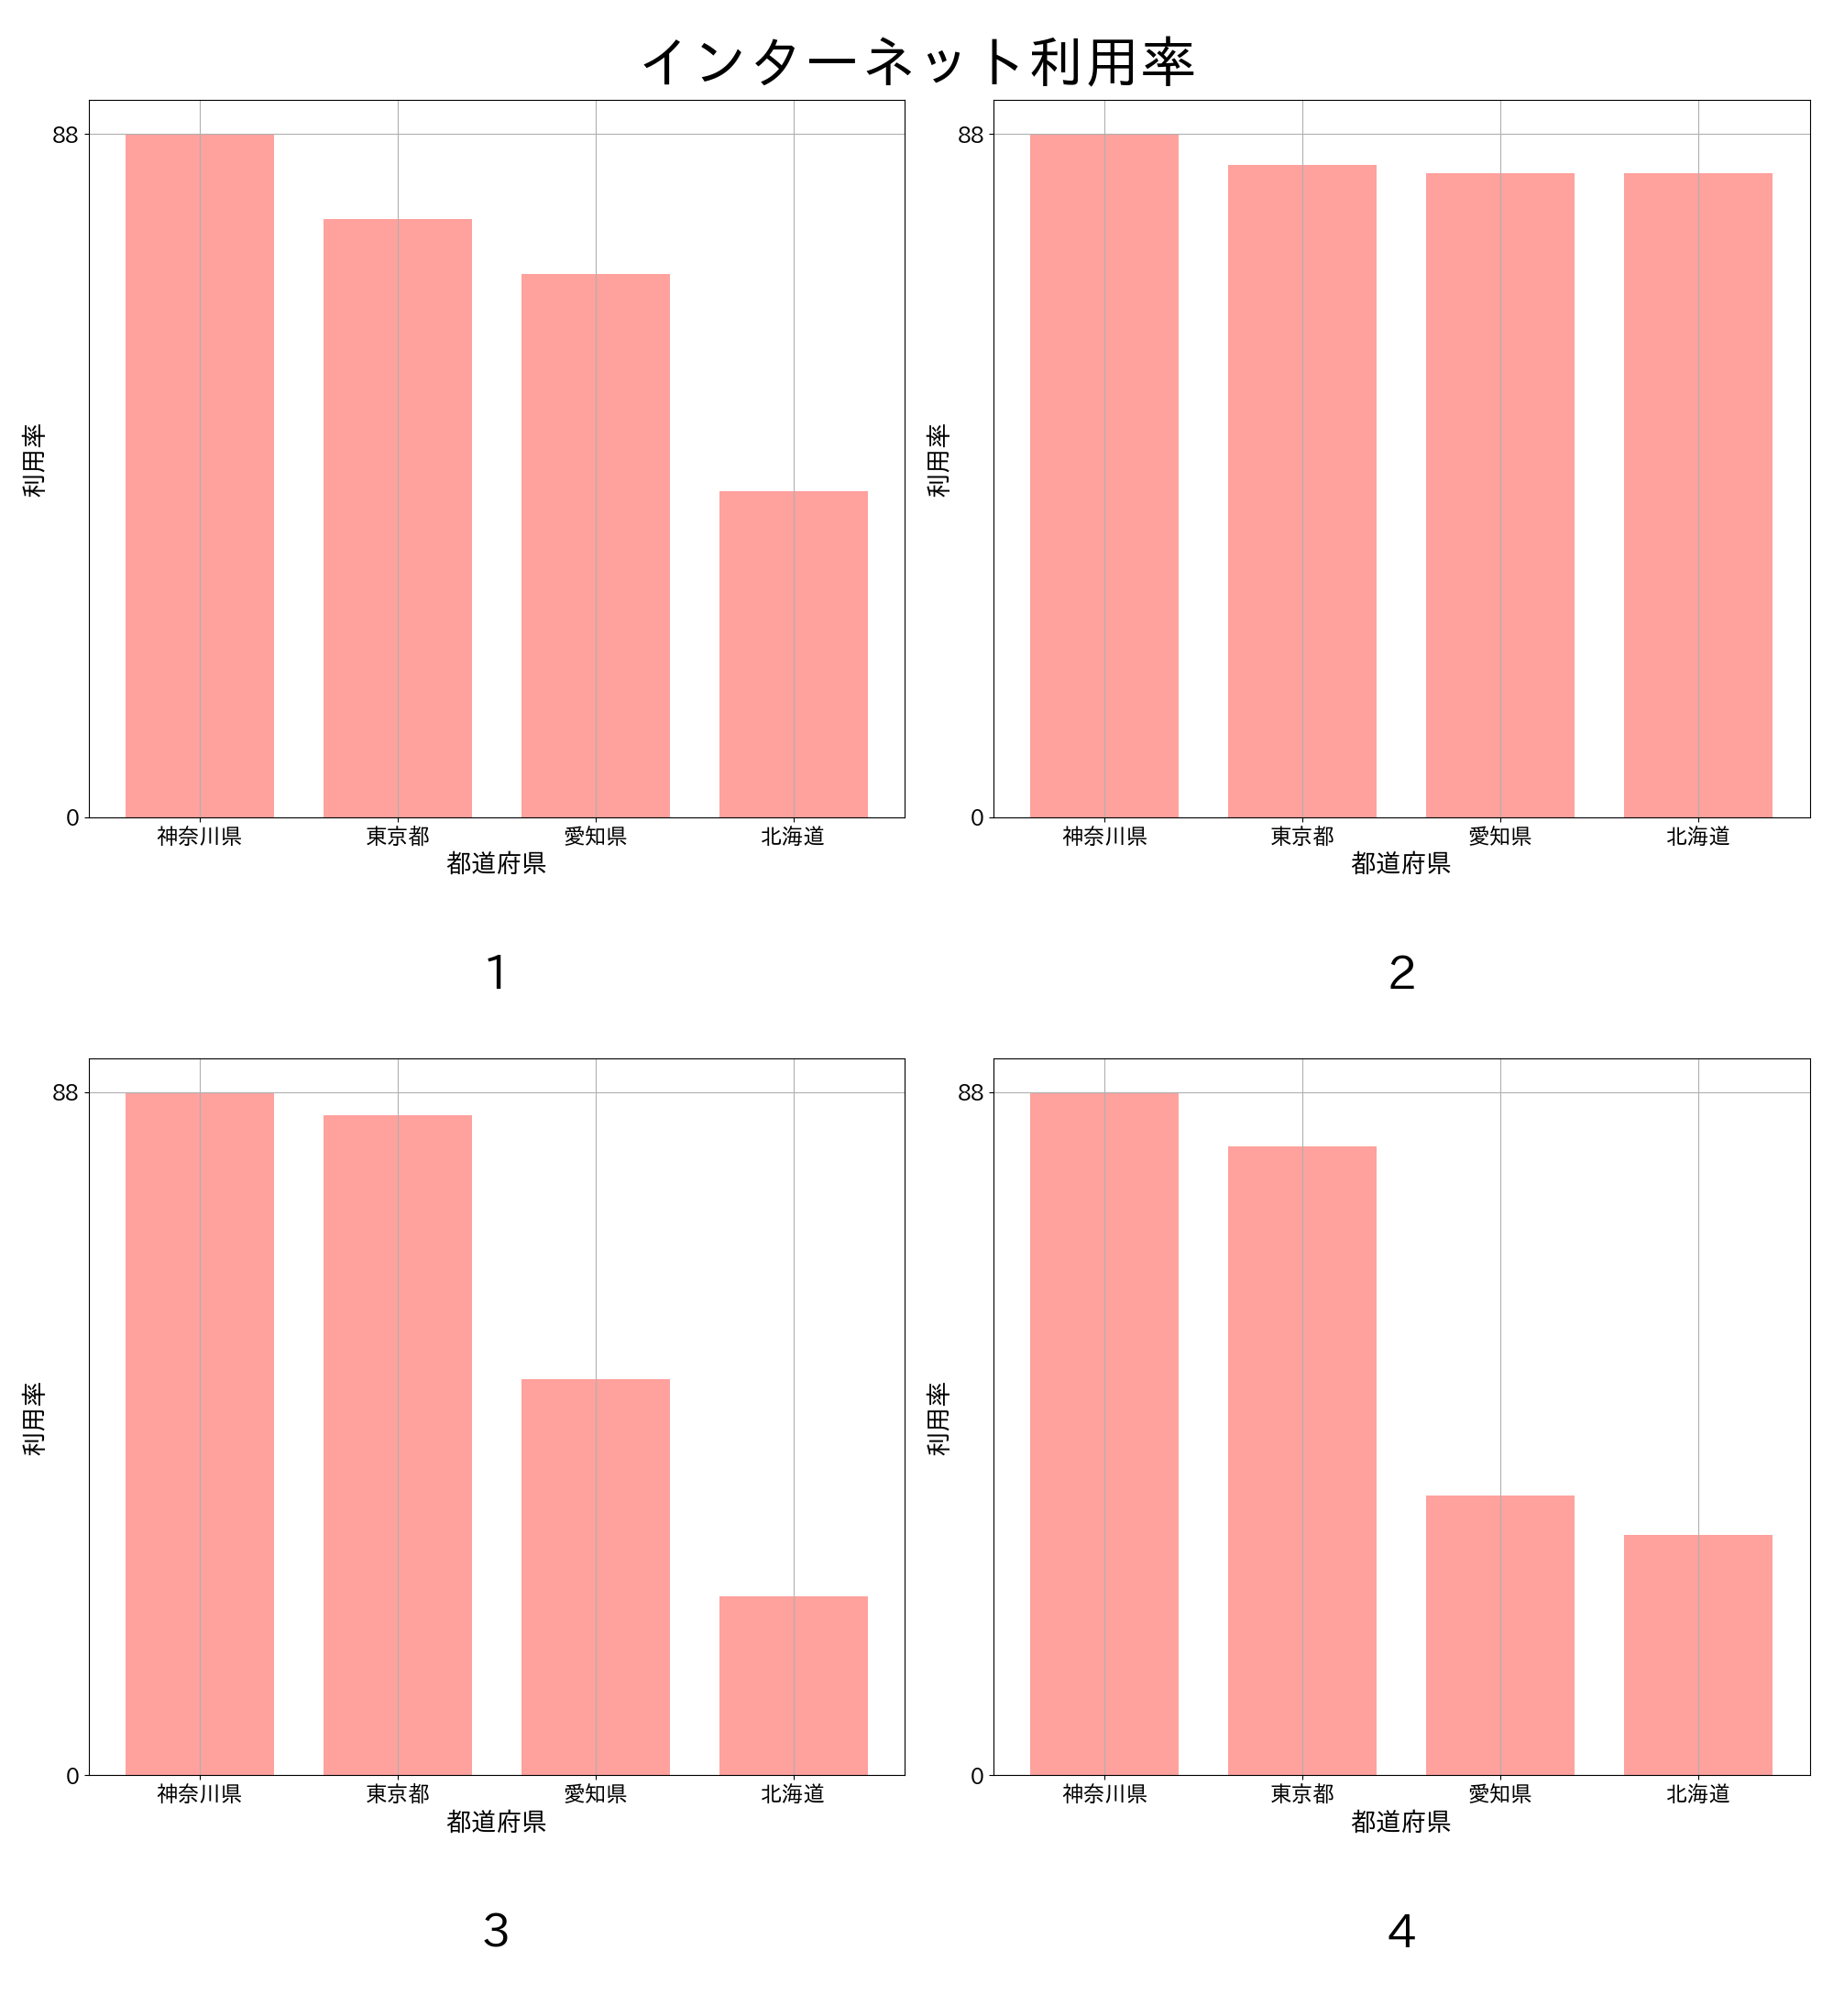 インターネット利用率
88
0
利用率
神奈川県 東京都 愛知県 北海道
都道府県
1
88
0
利用率
神奈川県 東京都 愛知県 北海道
都道府県
2
88
0
利用率
神奈川県 東京都 愛知県 北海道
都道府県
3
88
0
利用率
神奈川県 東京都 愛知県 北海道
都道府県
4